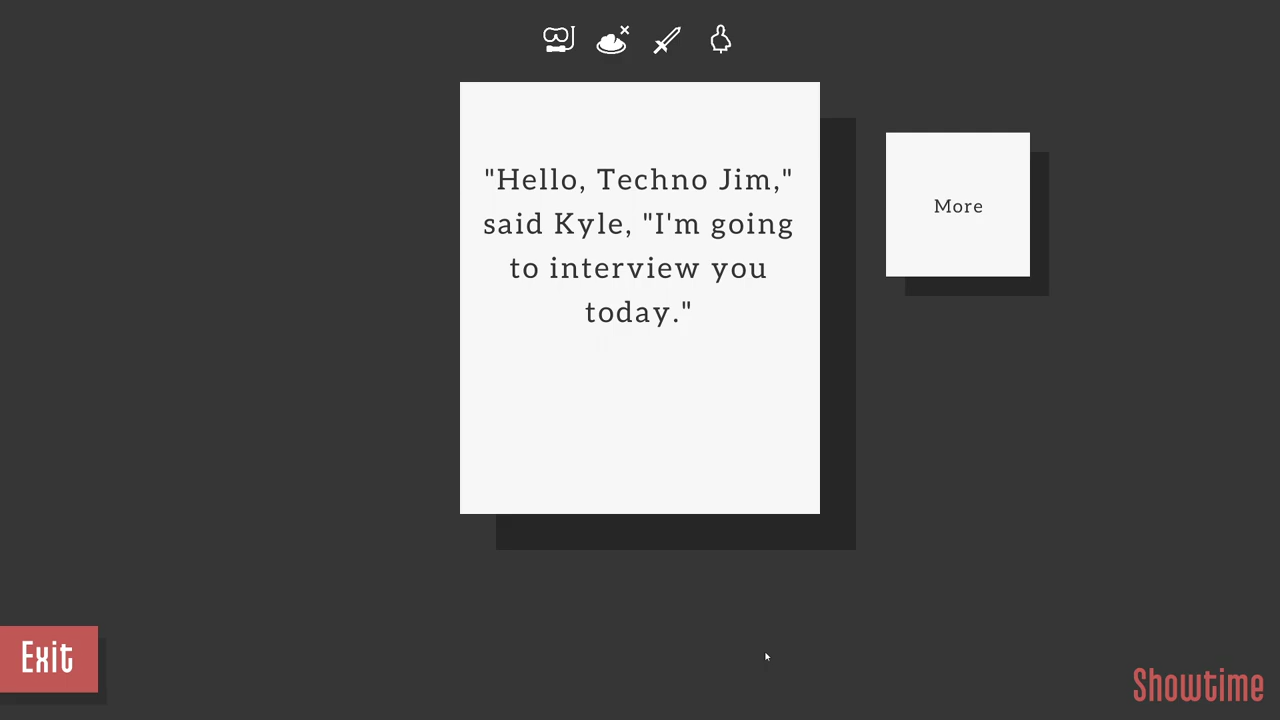 "Hello, Techno Jim,"
said Kyle, "I'm going
to interview you
today."
More
Exit
Showtime